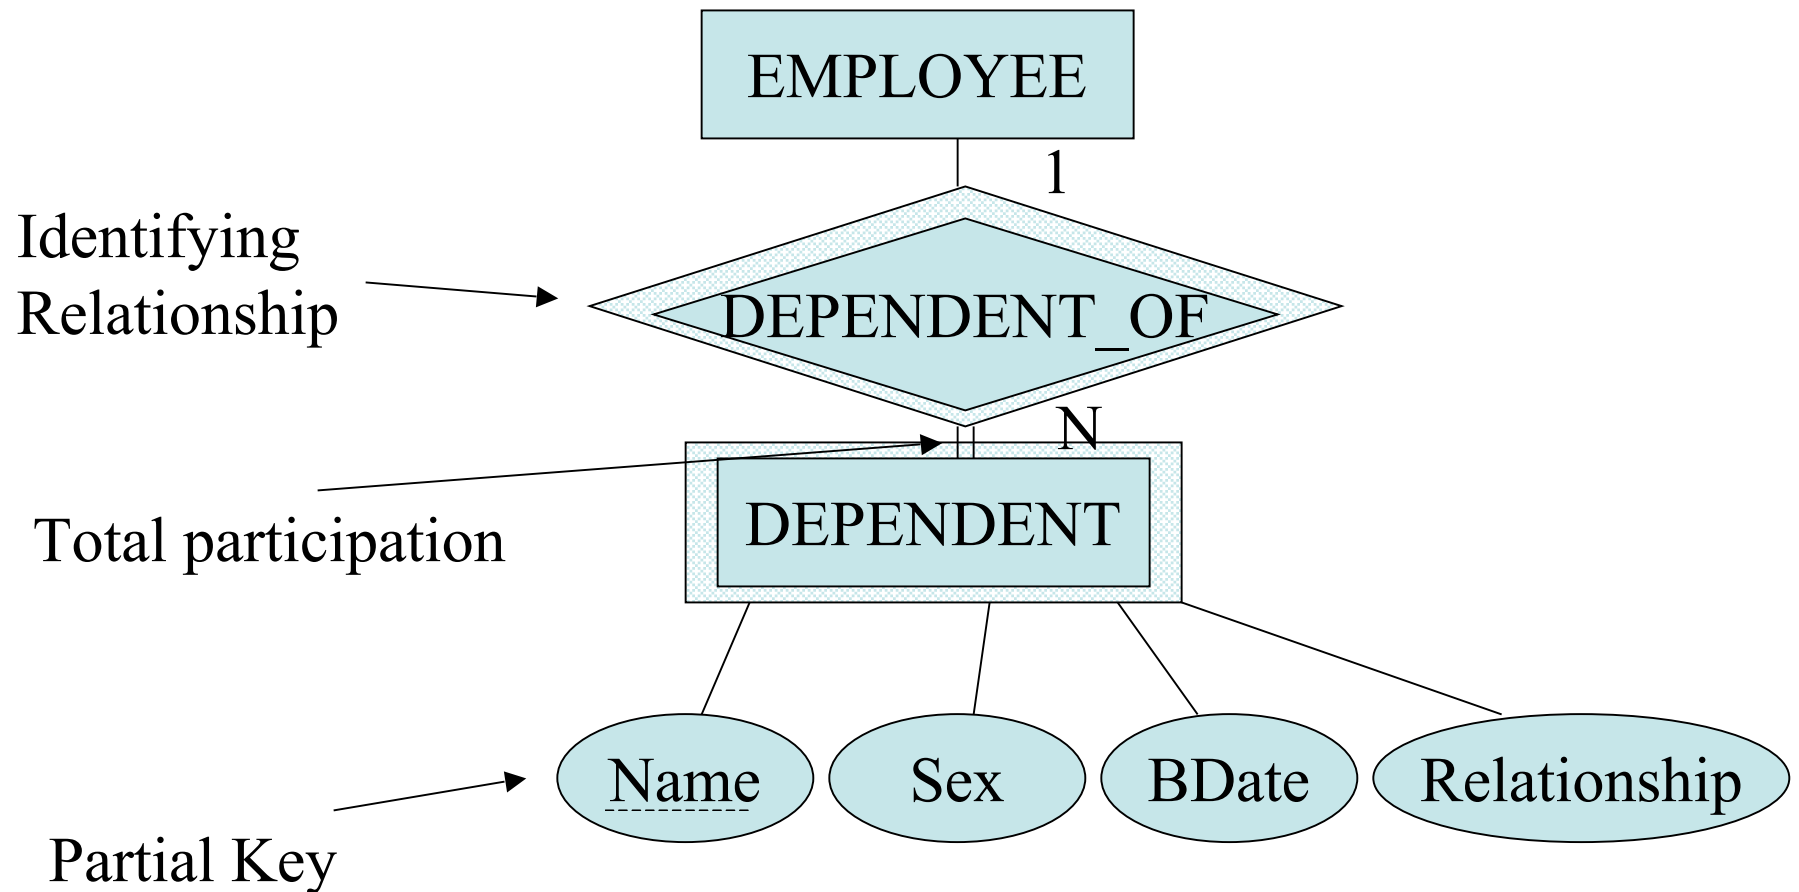 EMPLOYEE
1
Identifying
Relationship
DEPENDENT_OF
N
DEPENDENT
Total participation
Name
Sex
BDate
Relationship
Partial Key